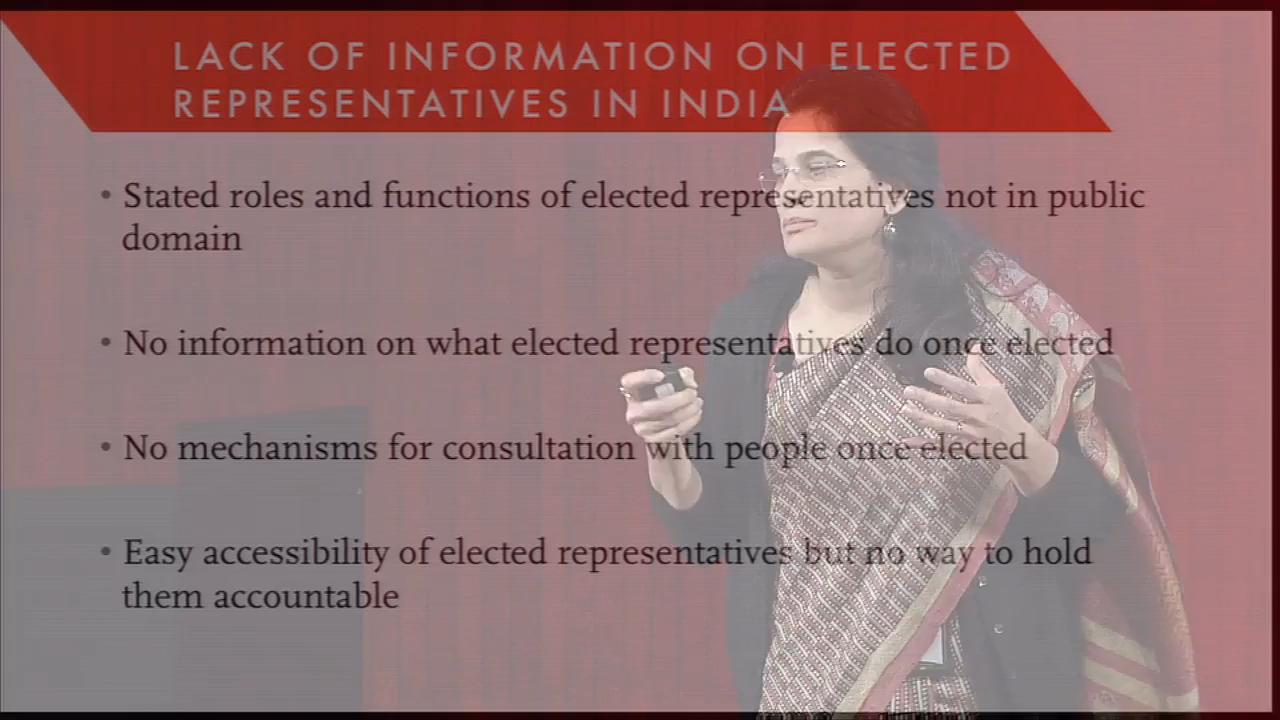 LACK OF INFORMATION ON ELECTED
REPRESENTATIVES IN INDIA
• Stated roles and functions of elected representatives not in public
domain
• No information on what elected representatives do once elected
• No mechanisms for consultation with people once elected
• Easy accessibility of elected representatives but no way to hold
them accountable